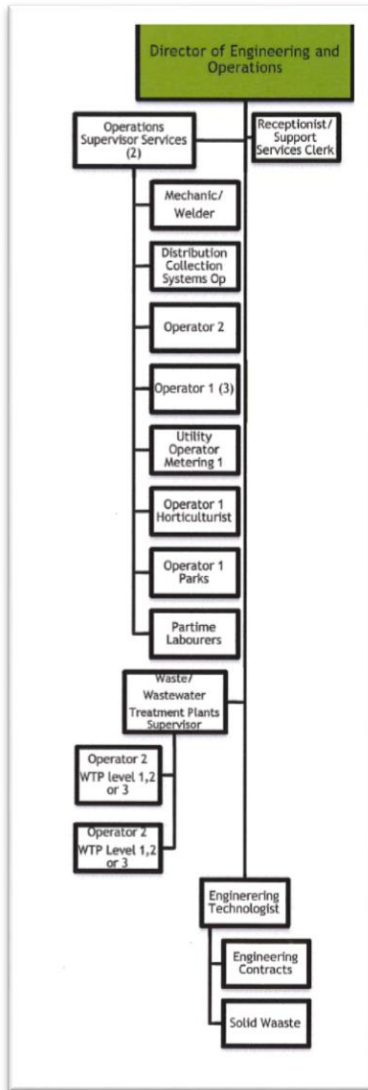 Director of Engineering and
Operations
Operations
Supervisor Services
(2)
Receptionist/
Support
Services Clerk
Mechanic/
Welder
Distribution
Collection
Systems Op
Operator 2
Operator 1 (3)
Utility
Operator
Metering 1
Operator 1
Horticulturist
Operator 1
Parks
Partime
Labourers
Waste/
Wastewater
Treatment Plants
Supervisor
Operator 2
WTP level 1,2
or 3
Operator 2
WTP Level 1,2
or 3
Enginerering
Technologist
Engineering
Contracts
Solid Waaste